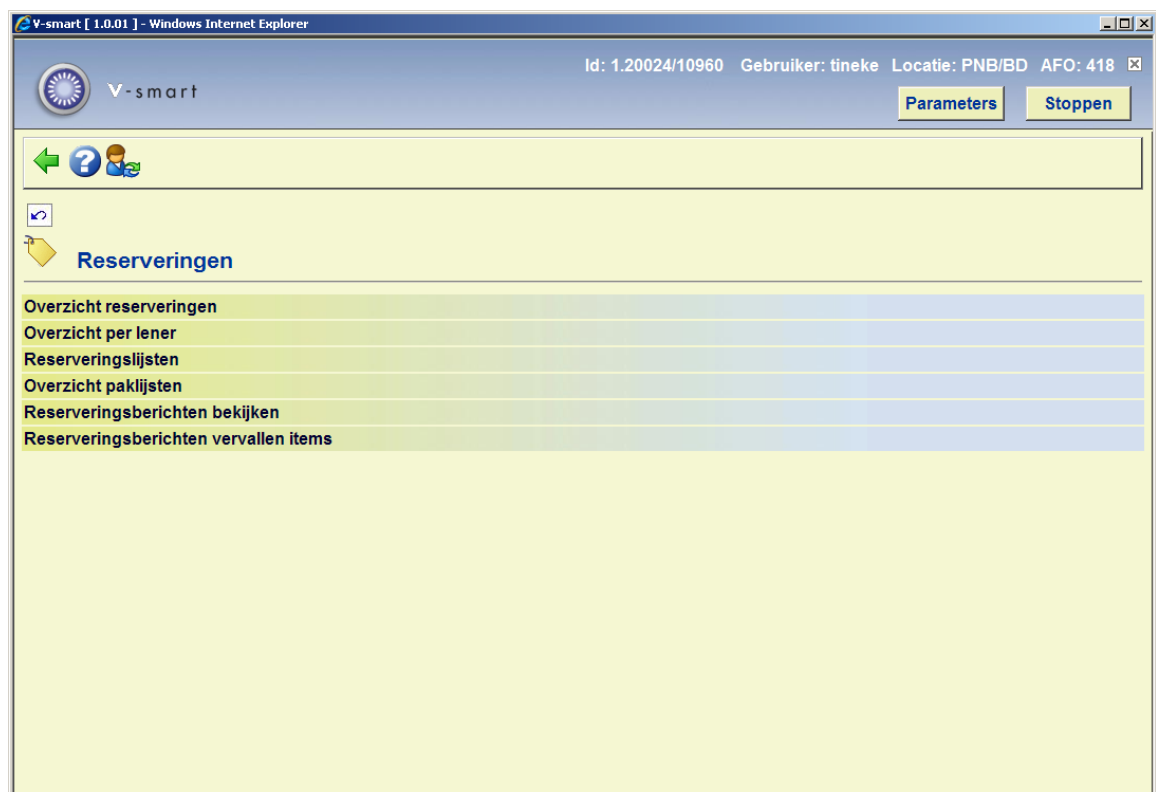 V-smart [ 1.0.01 ] - Windows Internet Explorer
Id: 1.20024/10960 Gebruiker: tineke Locatie: PNB/BD AFO: 418
V-smart
Parameters Stoppen
Reserveringen
Overzicht reserveringen
Overzicht per lener
Reserveringslijsten
Overzicht paklijsten
Reserveringsberichten bekijken
Reserveringsberichten vervallen items